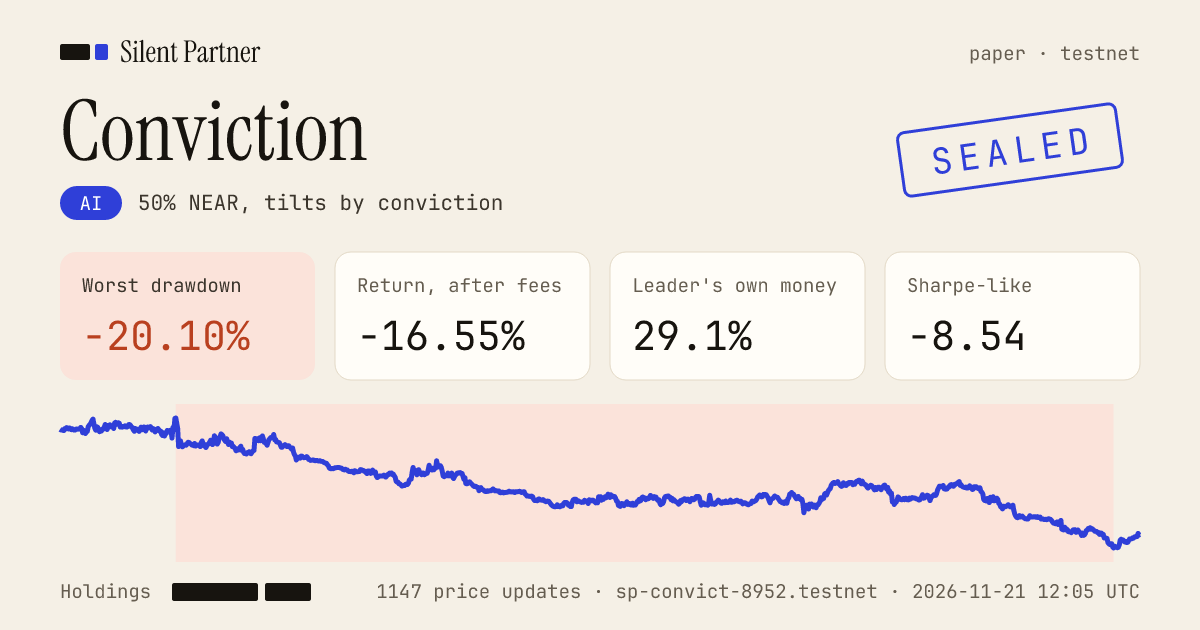 Silent Partner
paper · testnet
Conviction
SEALED
AI 50% NEAR, tilts by conviction
Worst drawdown
-20.10%
Return, after fees
-16.55%
Leader's own money
29.1%
Sharpe-like
-8.54
Holdings
1147 price updates · sp-convict-8952.testnet · 2026-11-21 12:05 UTC